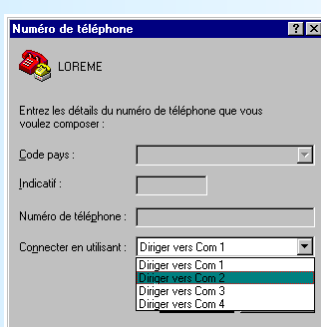 Numéro de téléphone
LOREME
Entrez les détails du numéro de téléphone que vous
voulez composer :
Code pays :
Indicatif :
Numéro de téléphone :
Connecter en utilisant : Diriger vers Com 1
Diriger vers Com 1
Diriger vers Com 2
Diriger vers Com 3
Diriger vers Com 4